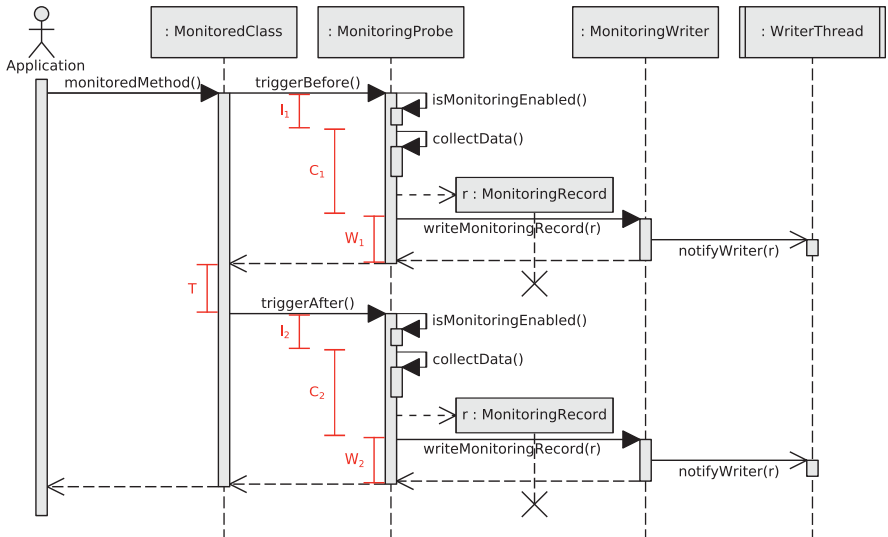 : MonitoredClass
: MonitoringProbe
: MonitoringWriter
: WriterThread
Application
monitoredMethod()
triggerBefore()
isMonitoringEnabled()
I1
collectData()
C1
r : MonitoringRecord
writeMonitoringRecord(r)
W1
notifyWriter(r)
T
triggerAfter()
isMonitoringEnabled()
I2
collectData()
C2
r : MonitoringRecord
writeMonitoringRecord(r)
W2
notifyWriter(r)